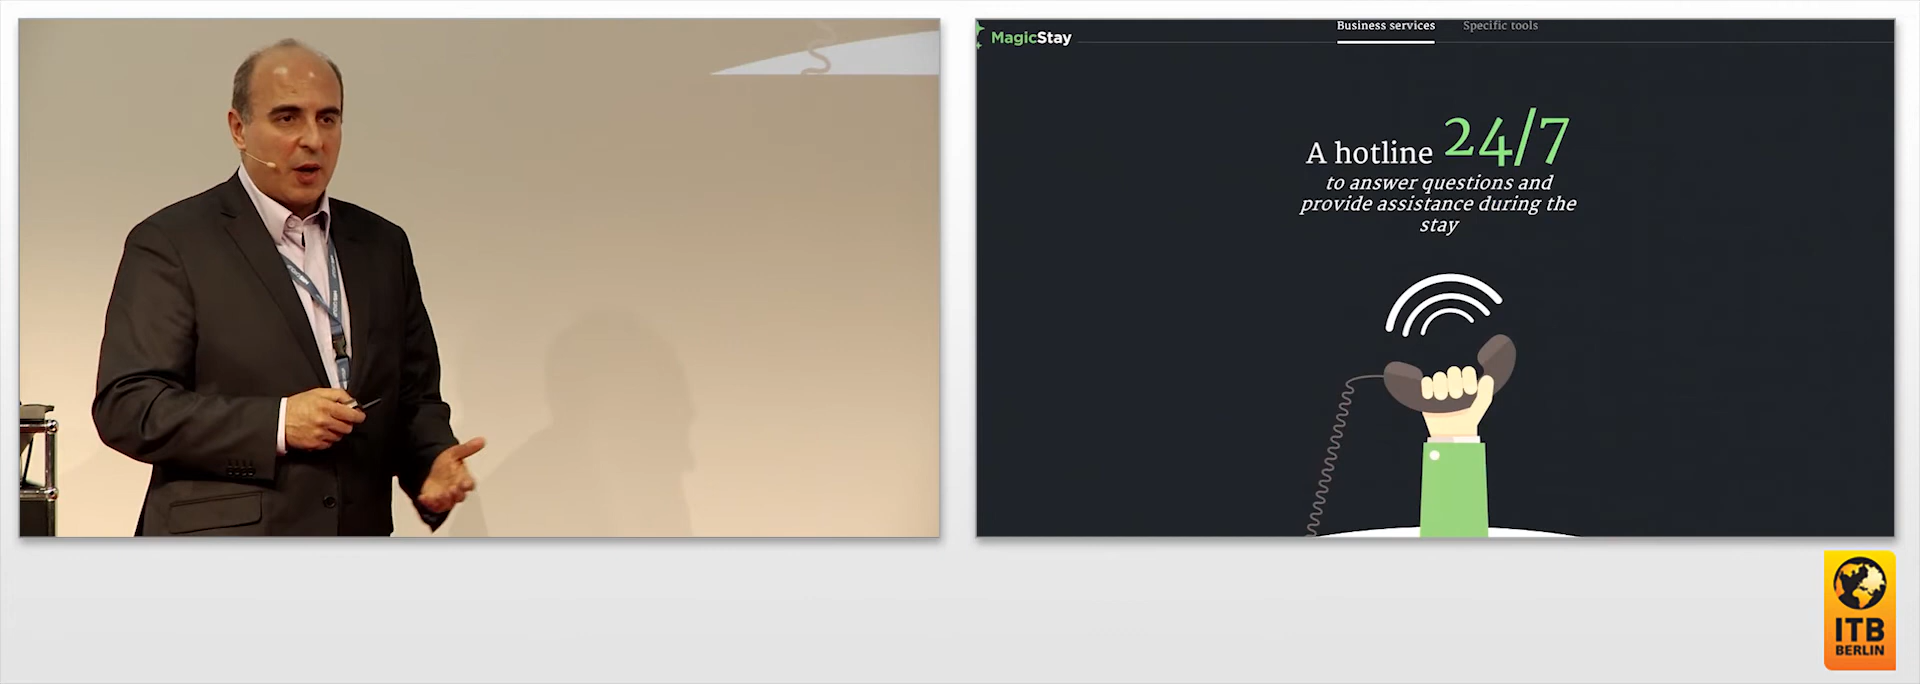 MagicStay
Business services
Specific tools
A hotline 24/7
to answer questions and
provide assistance during the
stay
ITB
BERLIN